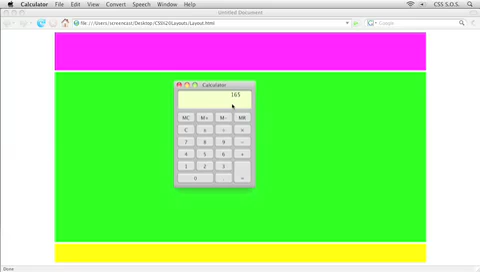 Calculator File Edit View Convert Speech Window Help CSS S.O.S.
Untitled Document
file:///Users/screencast/Desktop/CSS%20Layouts/Layout.html Google
Calculator
165
MC M+ M- MR
C ± ÷ ×
7 8 9 -
4 5 6 +
1 2 3
0 . =
Done